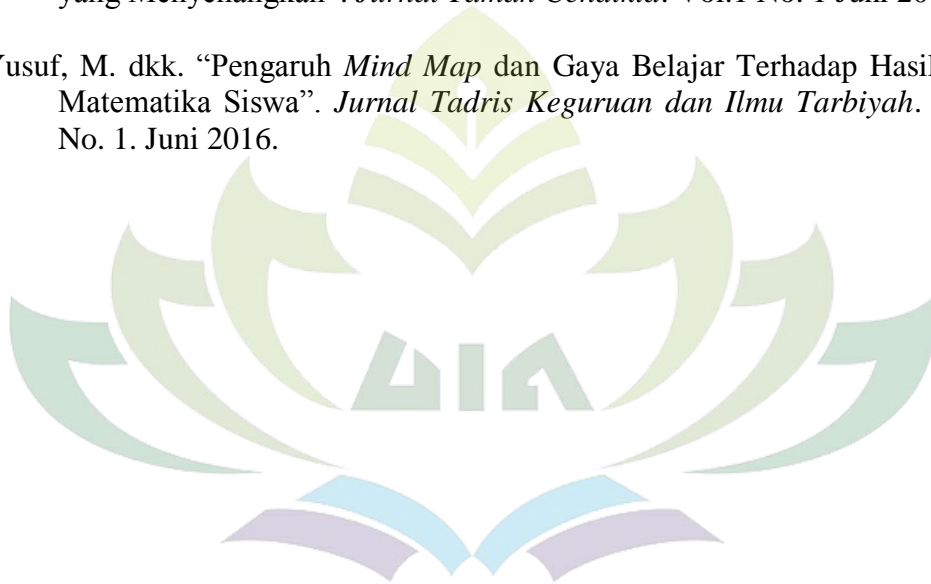 yang Menyenangkan". Jurnal Taman Cendikia. Vol.1 No. 1 Juni
Yusuf, M. dkk. "Pengaruh Mind Map dan Gaya Belajar Terhadap Hasil
Matematika Siswa". Jurnal Tadris Keguruan dan Ilmu Tarbiyah.
No. 1. Juni 2016.
UIN